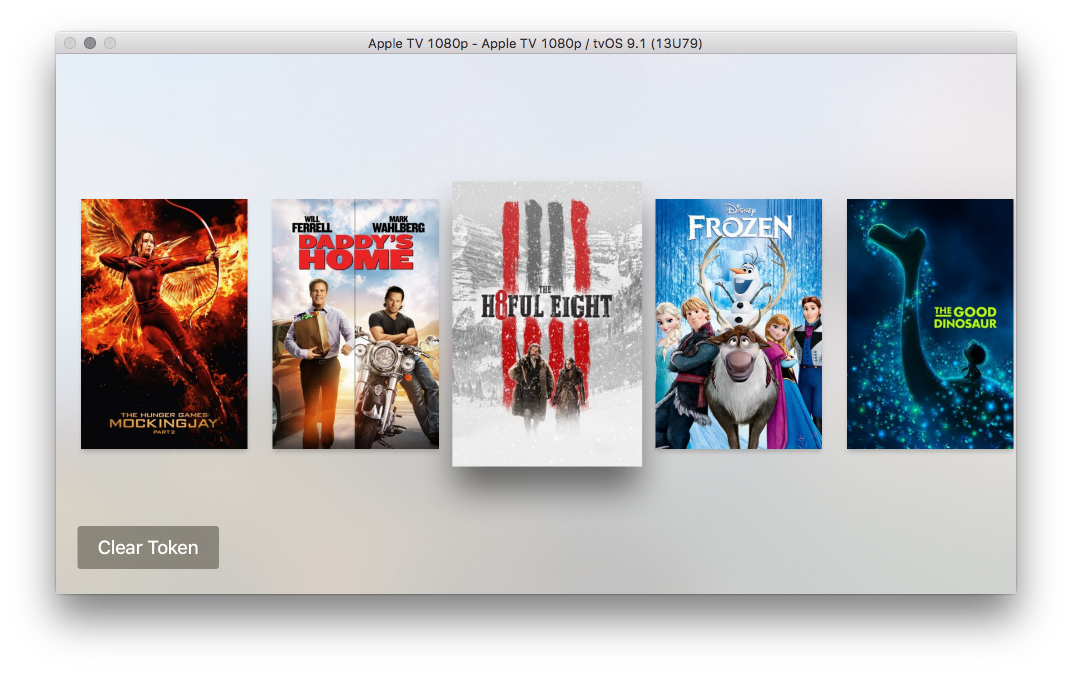 Apple TV 1080p - Apple TV 1080p / tvOS 9.1 (13U79)
THE HUNGER GAMES
MOCKINGJAY
PART 2
WILL FERRELL
MARK WAHLBERG
DADDY'S
HOME
THE
H8FUL EIGHT
Disney
FROZEN
THE GOOD
DINOSAUR
Clear Token